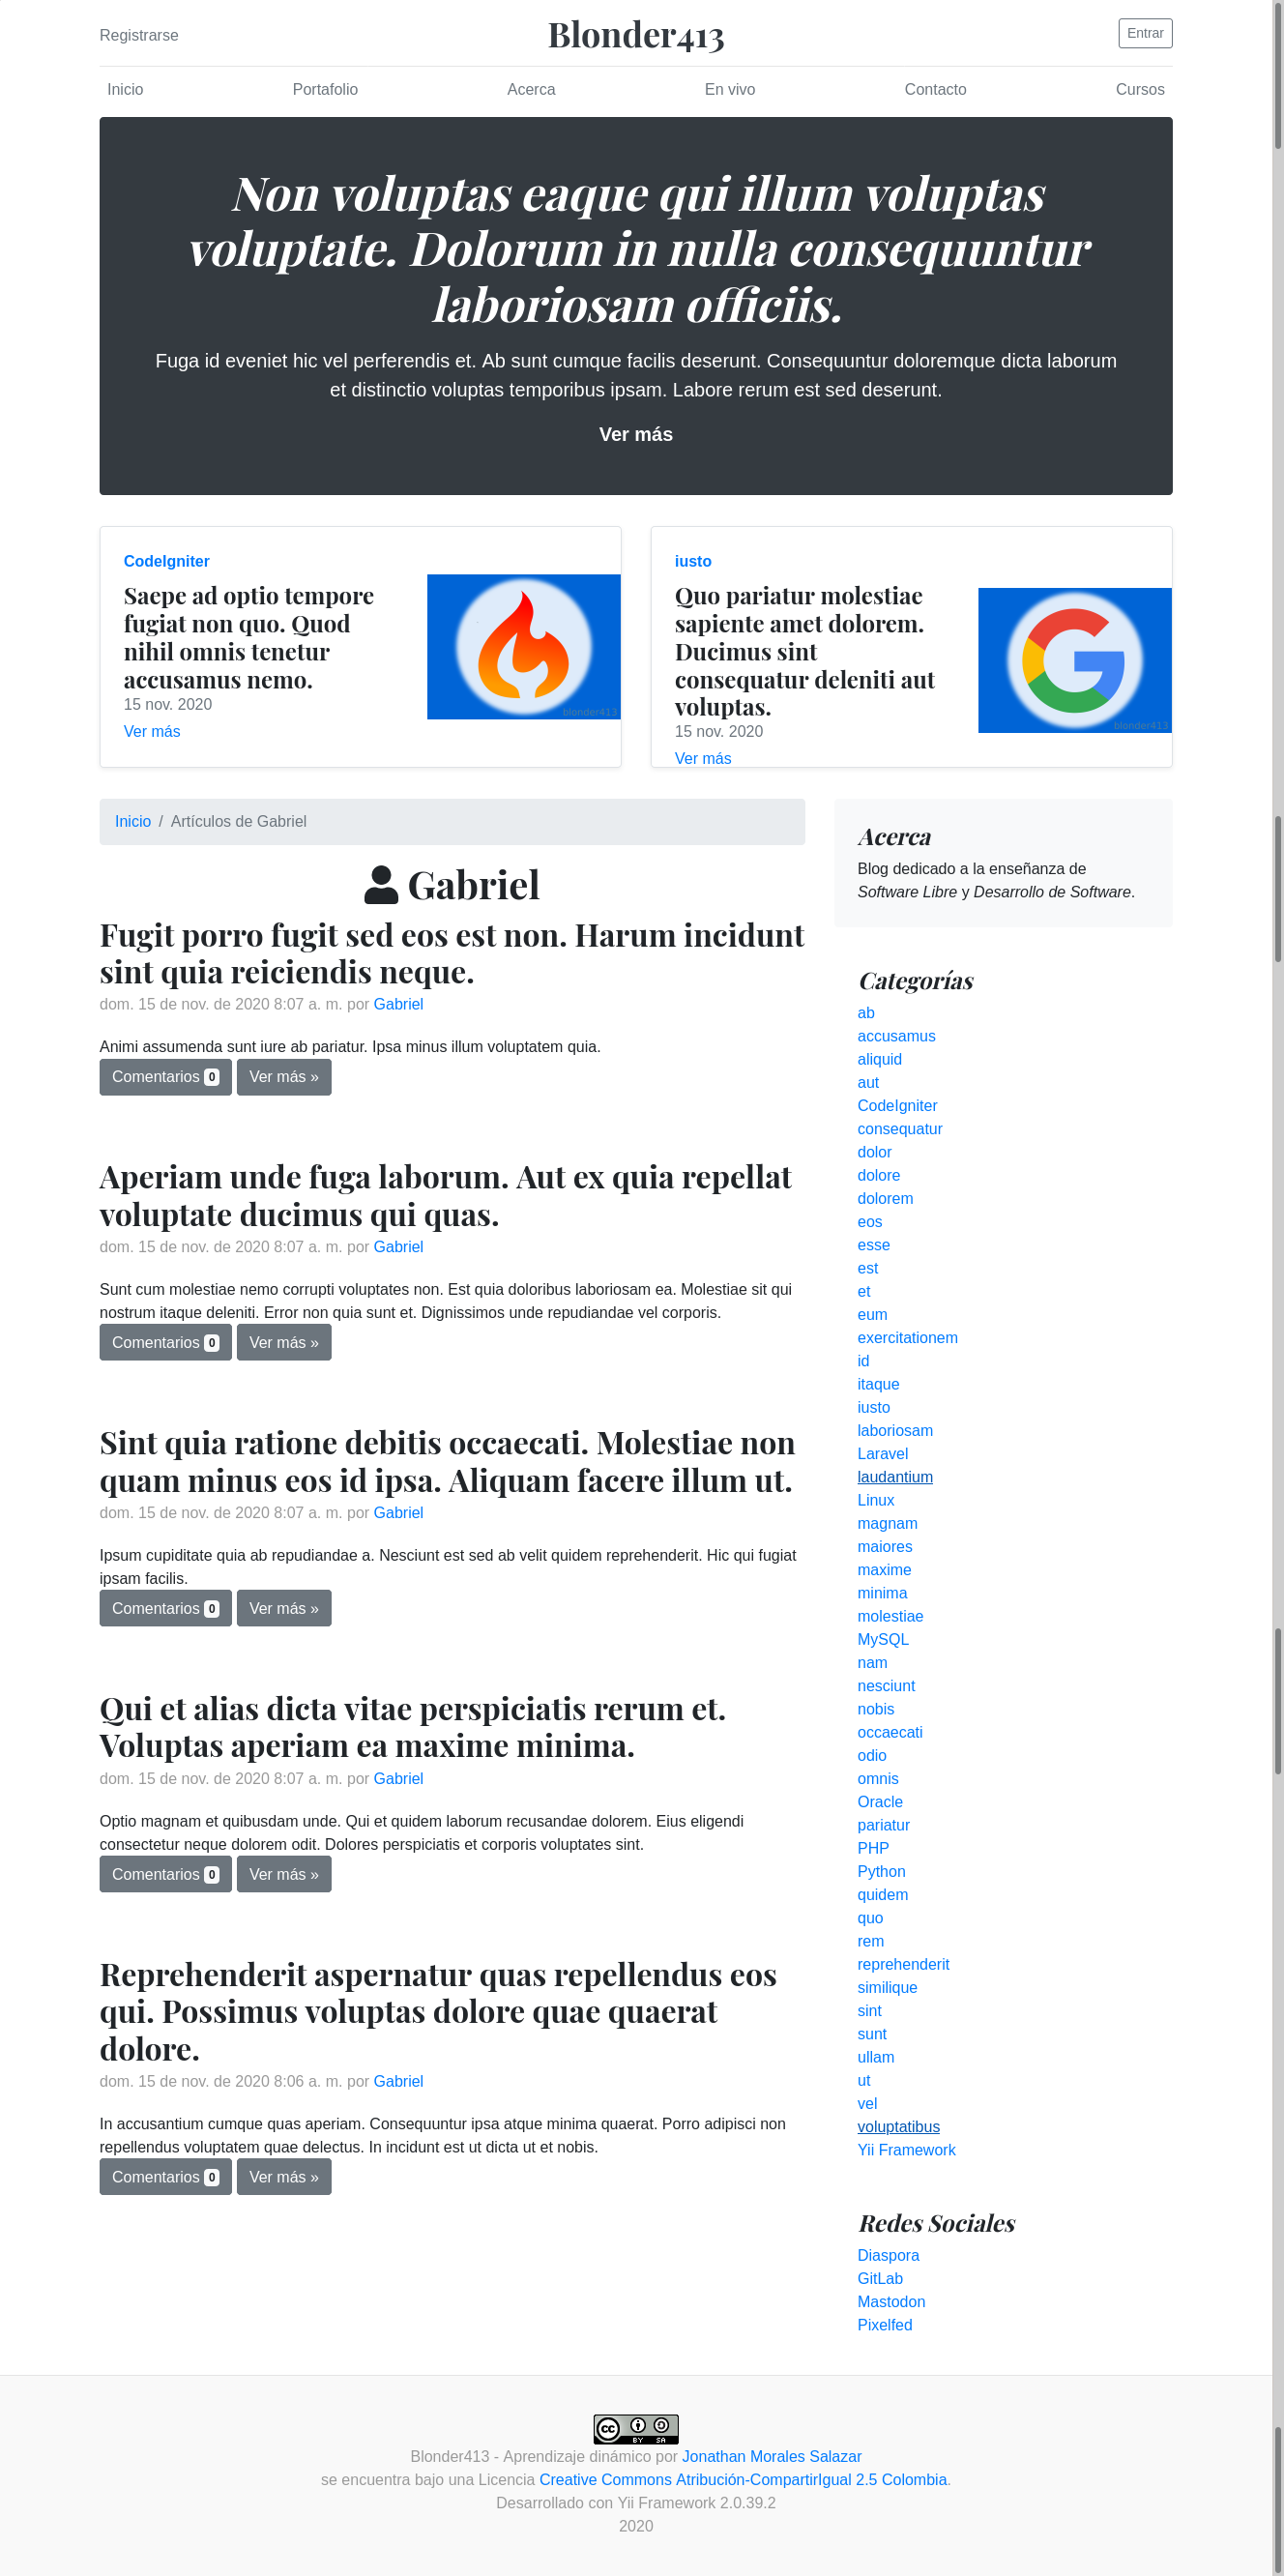 Registrarse
Blonder413
Entrar
Inicio
Portafolio
Acerca
En vivo
Contacto
Cursos
Non voluptas eaque qui illum voluptas
voluptate. Dolorum in nulla consequuntur
laboriosam officiis.
Fuga id eveniet hic vel perferendis et. Ab sunt cumque facilis deserunt. Consequuntur doloremque dicta laborum
et distinctio voluptas temporibus ipsam. Labore rerum est sed deserunt.
Ver más
CodeIgniter
Saepe ad optio tempore
fugiat non quo. Quod
nihil omnis tenetur
accusamus nemo.
15 nov. 2020
Ver más
blonder413
iusto
Quo pariatur molestiae
sapiente amet dolorem.
Ducimus sint
consequatur deleniti aut
voluptas.
15 nov. 2020
Ver más
blonder413
Inicio / Artículos de Gabriel
Gabriel
Fugit porro fugit sed eos est non. Harum incidunt
sint quia reiciendis neque.
dom. 15 de nov. de 2020 8:07 a. m. por Gabriel
Animi assumenda sunt iure ab pariatur. Ipsa minus illum voluptatem quia.
Comentarios 0 Ver más »
Aperiam unde fuga laborum. Aut ex quia repellat
voluptate ducimus qui quas.
dom. 15 de nov. de 2020 8:07 a. m. por Gabriel
Sunt cum molestiae nemo corrupti voluptates non. Est quia doloribus laboriosam ea. Molestiae sit qui
nostrum itaque deleniti. Error non quia sunt et. Dignissimos unde repudiandae vel corporis.
Comentarios 0 Ver más »
Sint quia ratione debitis occaecati. Molestiae non
quam minus eos id ipsa. Aliquam facere illum ut.
dom. 15 de nov. de 2020 8:07 a. m. por Gabriel
Ipsum cupiditate quia ab repudiandae a. Nesciunt est sed ab velit quidem reprehenderit. Hic qui fugiat
ipsam facilis.
Comentarios 0 Ver más »
Qui et alias dicta vitae perspiciatis rerum et.
Voluptas aperiam ea maxime minima.
dom. 15 de nov. de 2020 8:07 a. m. por Gabriel
Optio magnam et quibusdam unde. Qui et quidem laborum recusandae dolorem. Eius eligendi
consectetur neque dolorem odit. Dolores perspiciatis et corporis voluptates sint.
Comentarios 0 Ver más »
Reprehenderit aspernatur quas repellendus eos
qui. Possimus voluptas dolore quae quaerat
dolore.
dom. 15 de nov. de 2020 8:06 a. m. por Gabriel
In accusantium cumque quas aperiam. Consequuntur ipsa atque minima quaerat. Porro adipisci non
repellendus voluptatem quae delectus. In incidunt est ut dicta ut et nobis.
Comentarios 0 Ver más »
Acerca
Blog dedicado a la enseñanza de
Software Libre y Desarrollo de Software.
Categorías
ab
accusamus
aliquid
aut
CodeIgniter
consequatur
dolor
dolore
dolorem
eos
esse
est
et
eum
exercitationem
id
itaque
iusto
laboriosam
Laravel
laudantium
Linux
magnam
maiores
maxime
minima
molestiae
MySQL
nam
nesciunt
nobis
occaecati
odio
omnis
Oracle
pariatur
PHP
Python
quidem
quo
rem
reprehenderit
similique
sint
sunt
ullam
ut
vel
voluptatibus
Yii Framework
Redes Sociales
Diaspora
GitLab
Mastodon
Pixelfed
cc BY SA
Blonder413 - Aprendizaje dinámico por Jonathan Morales Salazar
se encuentra bajo una Licencia Creative Commons Atribución-CompartirIgual 2.5 Colombia.
Desarrollado con Yii Framework 2.0.39.2
2020